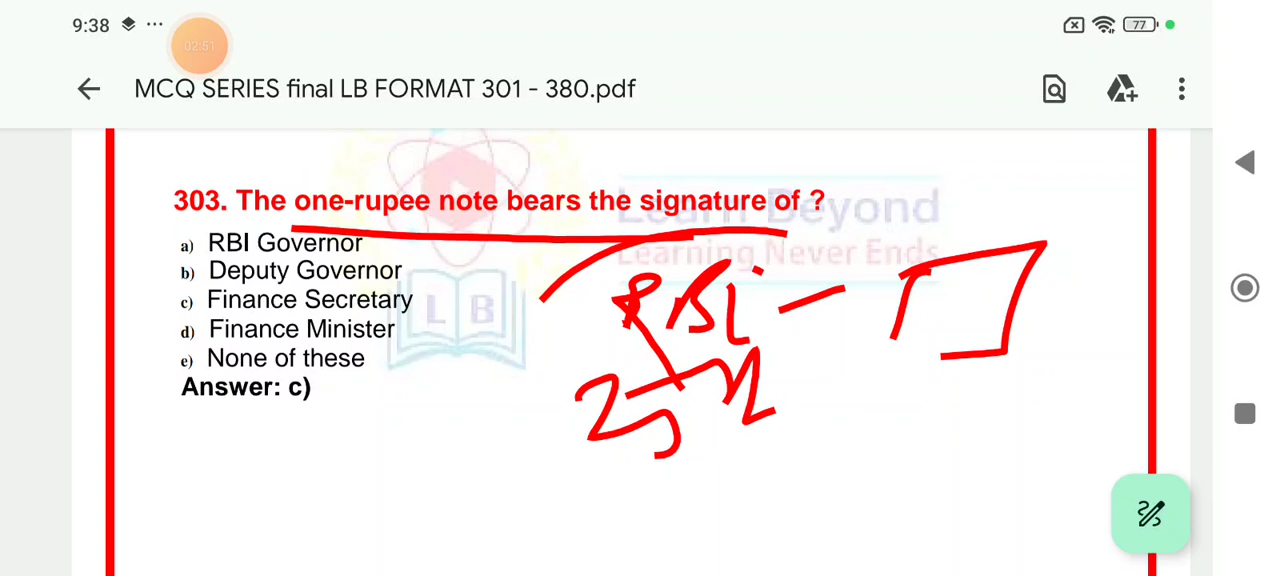 9:38
02:51
77
MCQ SERIES final LB FORMAT 301 - 380.pdf
303. The one-rupee note bears the signature of ?
Learn Beyond
Learning Never Ends
a) RBI Governor
b) Deputy Governor
c) Finance Secretary
d) Finance Minister
e) None of these
Answer: c)
L B
RBi -